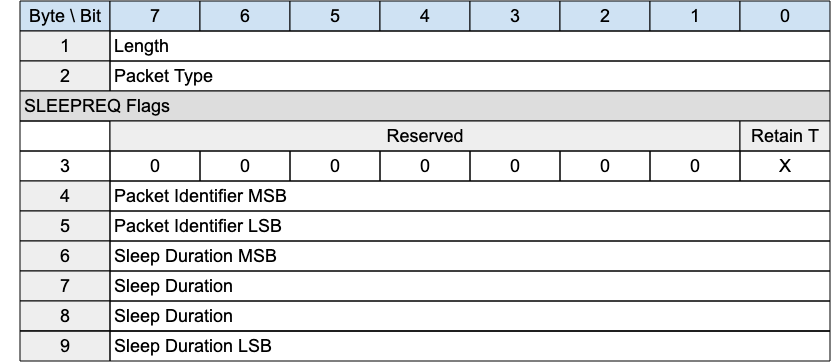 Byte \ Bit 7 6 5 4 3 2 1 0
1 Length
2 Packet Type
SLEEPREQ Flags
Reserved Retain T
3 0 0 0 0 0 0 0 X
4 Packet Identifier MSB
5 Packet Identifier LSB
6 Sleep Duration MSB
7 Sleep Duration
8 Sleep Duration
9 Sleep Duration LSB